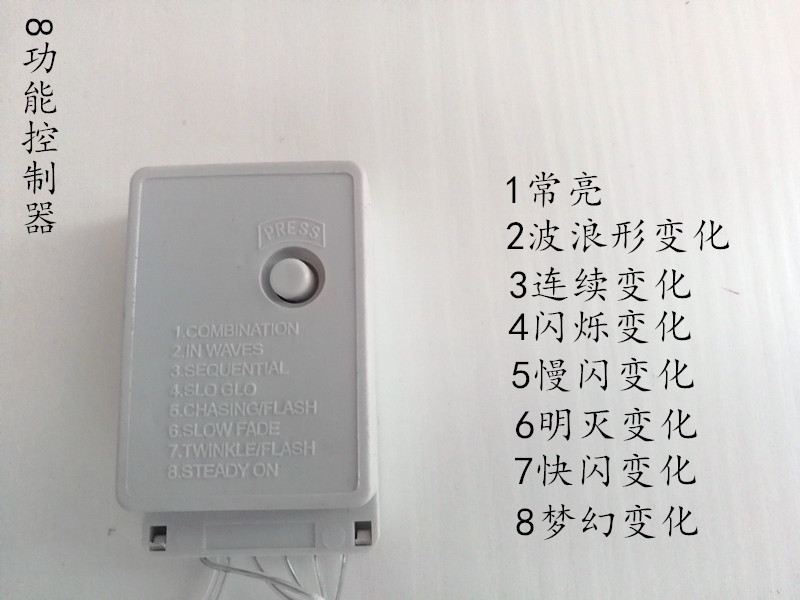 8功能控制器
PRESS
1.COMBINATION
2.IN WAVES
3.SEQUENTIAL
4.SLO GLO
5.CHASING/FLASH
6.SLOW FADE
7.TWINKLE/FLASH
8.STEADY ON
1常亮
2波浪形变化
3连续变化
4闪烁变化
5慢闪变化
6明灭变化
7快闪变化
8梦幻变化